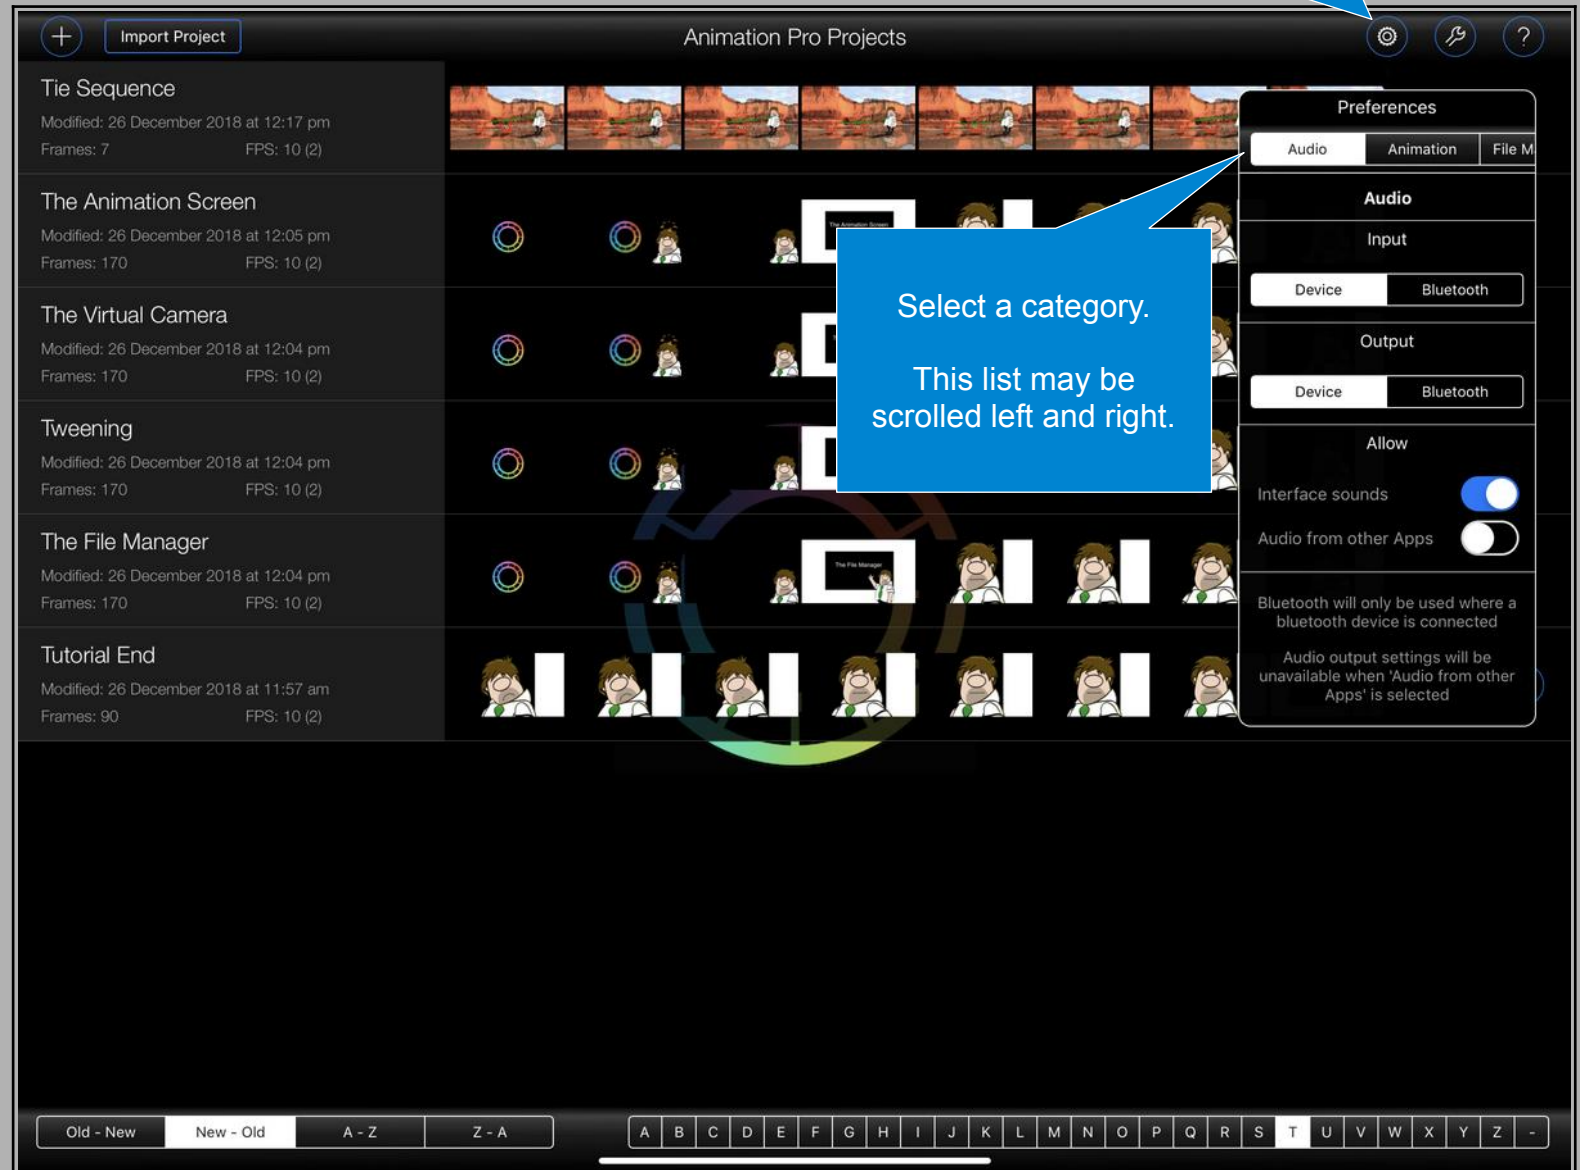 Import Project
Animation Pro Projects
?
Tie Sequence
Modified: 26 December 2018 at 12:17 pm
Frames: 7 FPS: 10 (2)
The Animation Screen
Modified: 26 December 2018 at 12:05 pm
Frames: 170 FPS: 10 (2)
The Animation Screen
The Virtual Camera
Modified: 26 December 2018 at 12:04 pm
Frames: 170 FPS: 10 (2)
Tweening
Modified: 26 December 2018 at 12:04 pm
Frames: 170 FPS: 10 (2)
The File Manager
Modified: 26 December 2018 at 12:04 pm
Frames: 170 FPS: 10 (2)
The File Manager
Tutorial End
Modified: 26 December 2018 at 11:57 am
Frames: 90 FPS: 10 (2)
Select a category.
This list may be
scrolled left and right.
Preferences
Audio Animation File M
Audio
Input
Device Bluetooth
Output
Device Bluetooth
Allow
Interface sounds
Audio from other Apps
Bluetooth will only be used where a
bluetooth device is connected
Audio output settings will be
unavailable when 'Audio from other
Apps' is selected
Old - New New - Old A - Z Z - A
A B C D E F G H I J K L M N O P Q R S T U V W X Y Z -